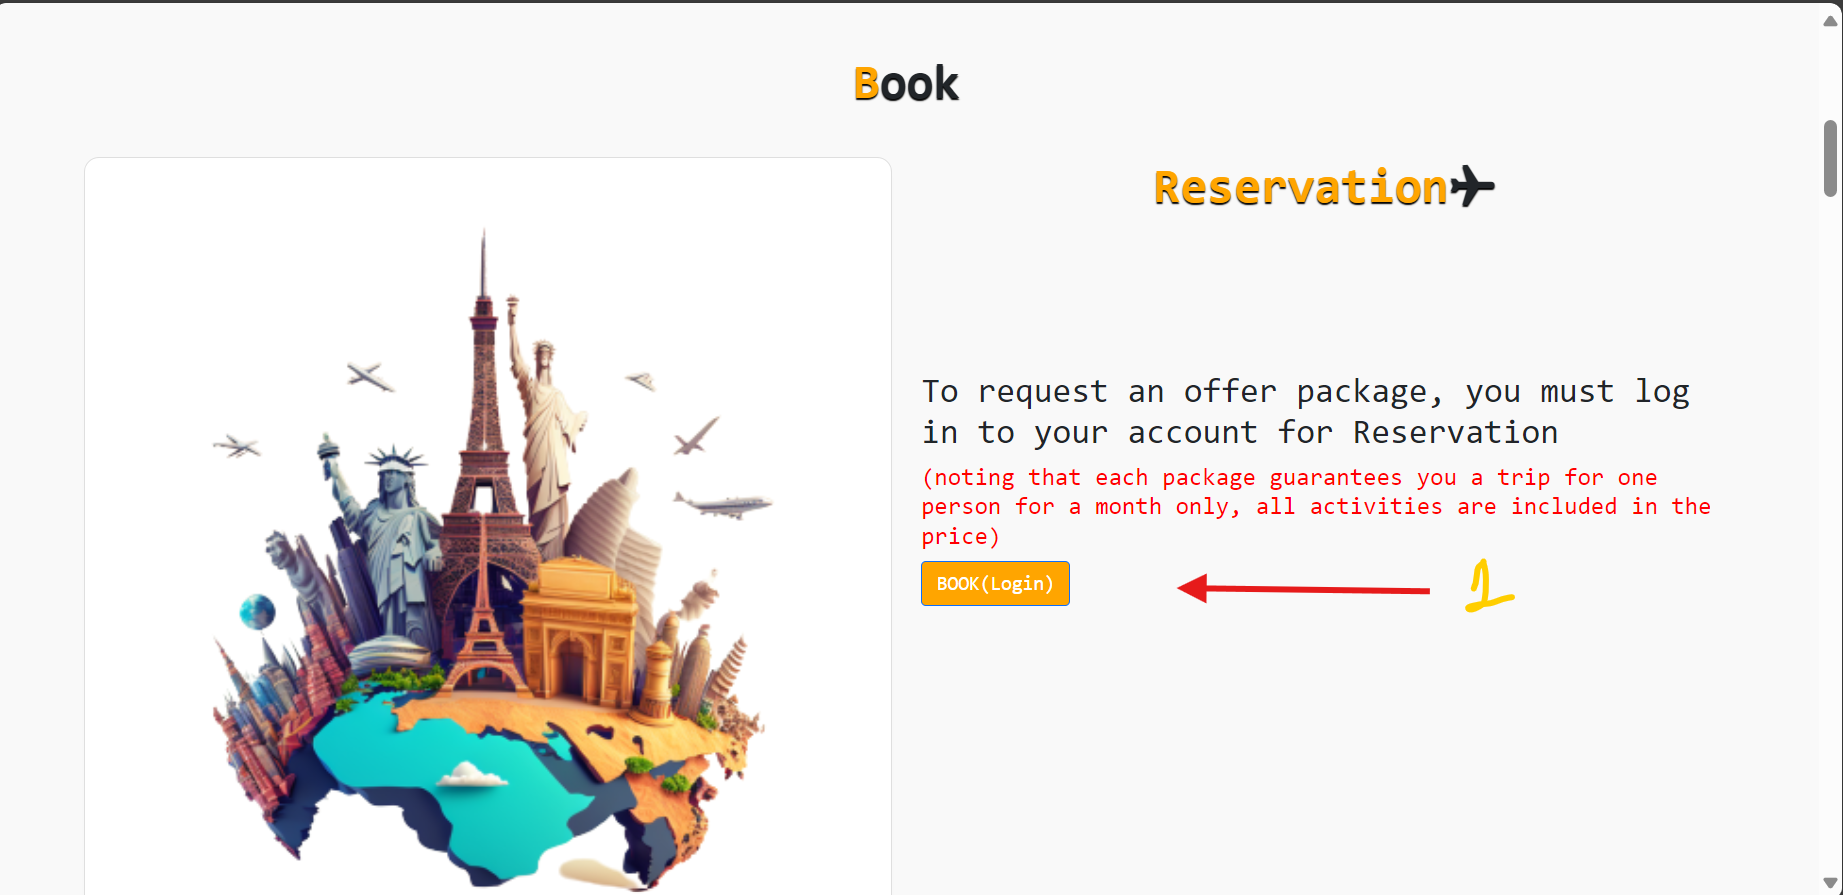 Book
Reservation
To request an offer package, you must log
in to your account for Reservation
(noting that each package guarantees you a trip for one
person for a month only, all activities are included in the
price)
BOOK(Login)
1